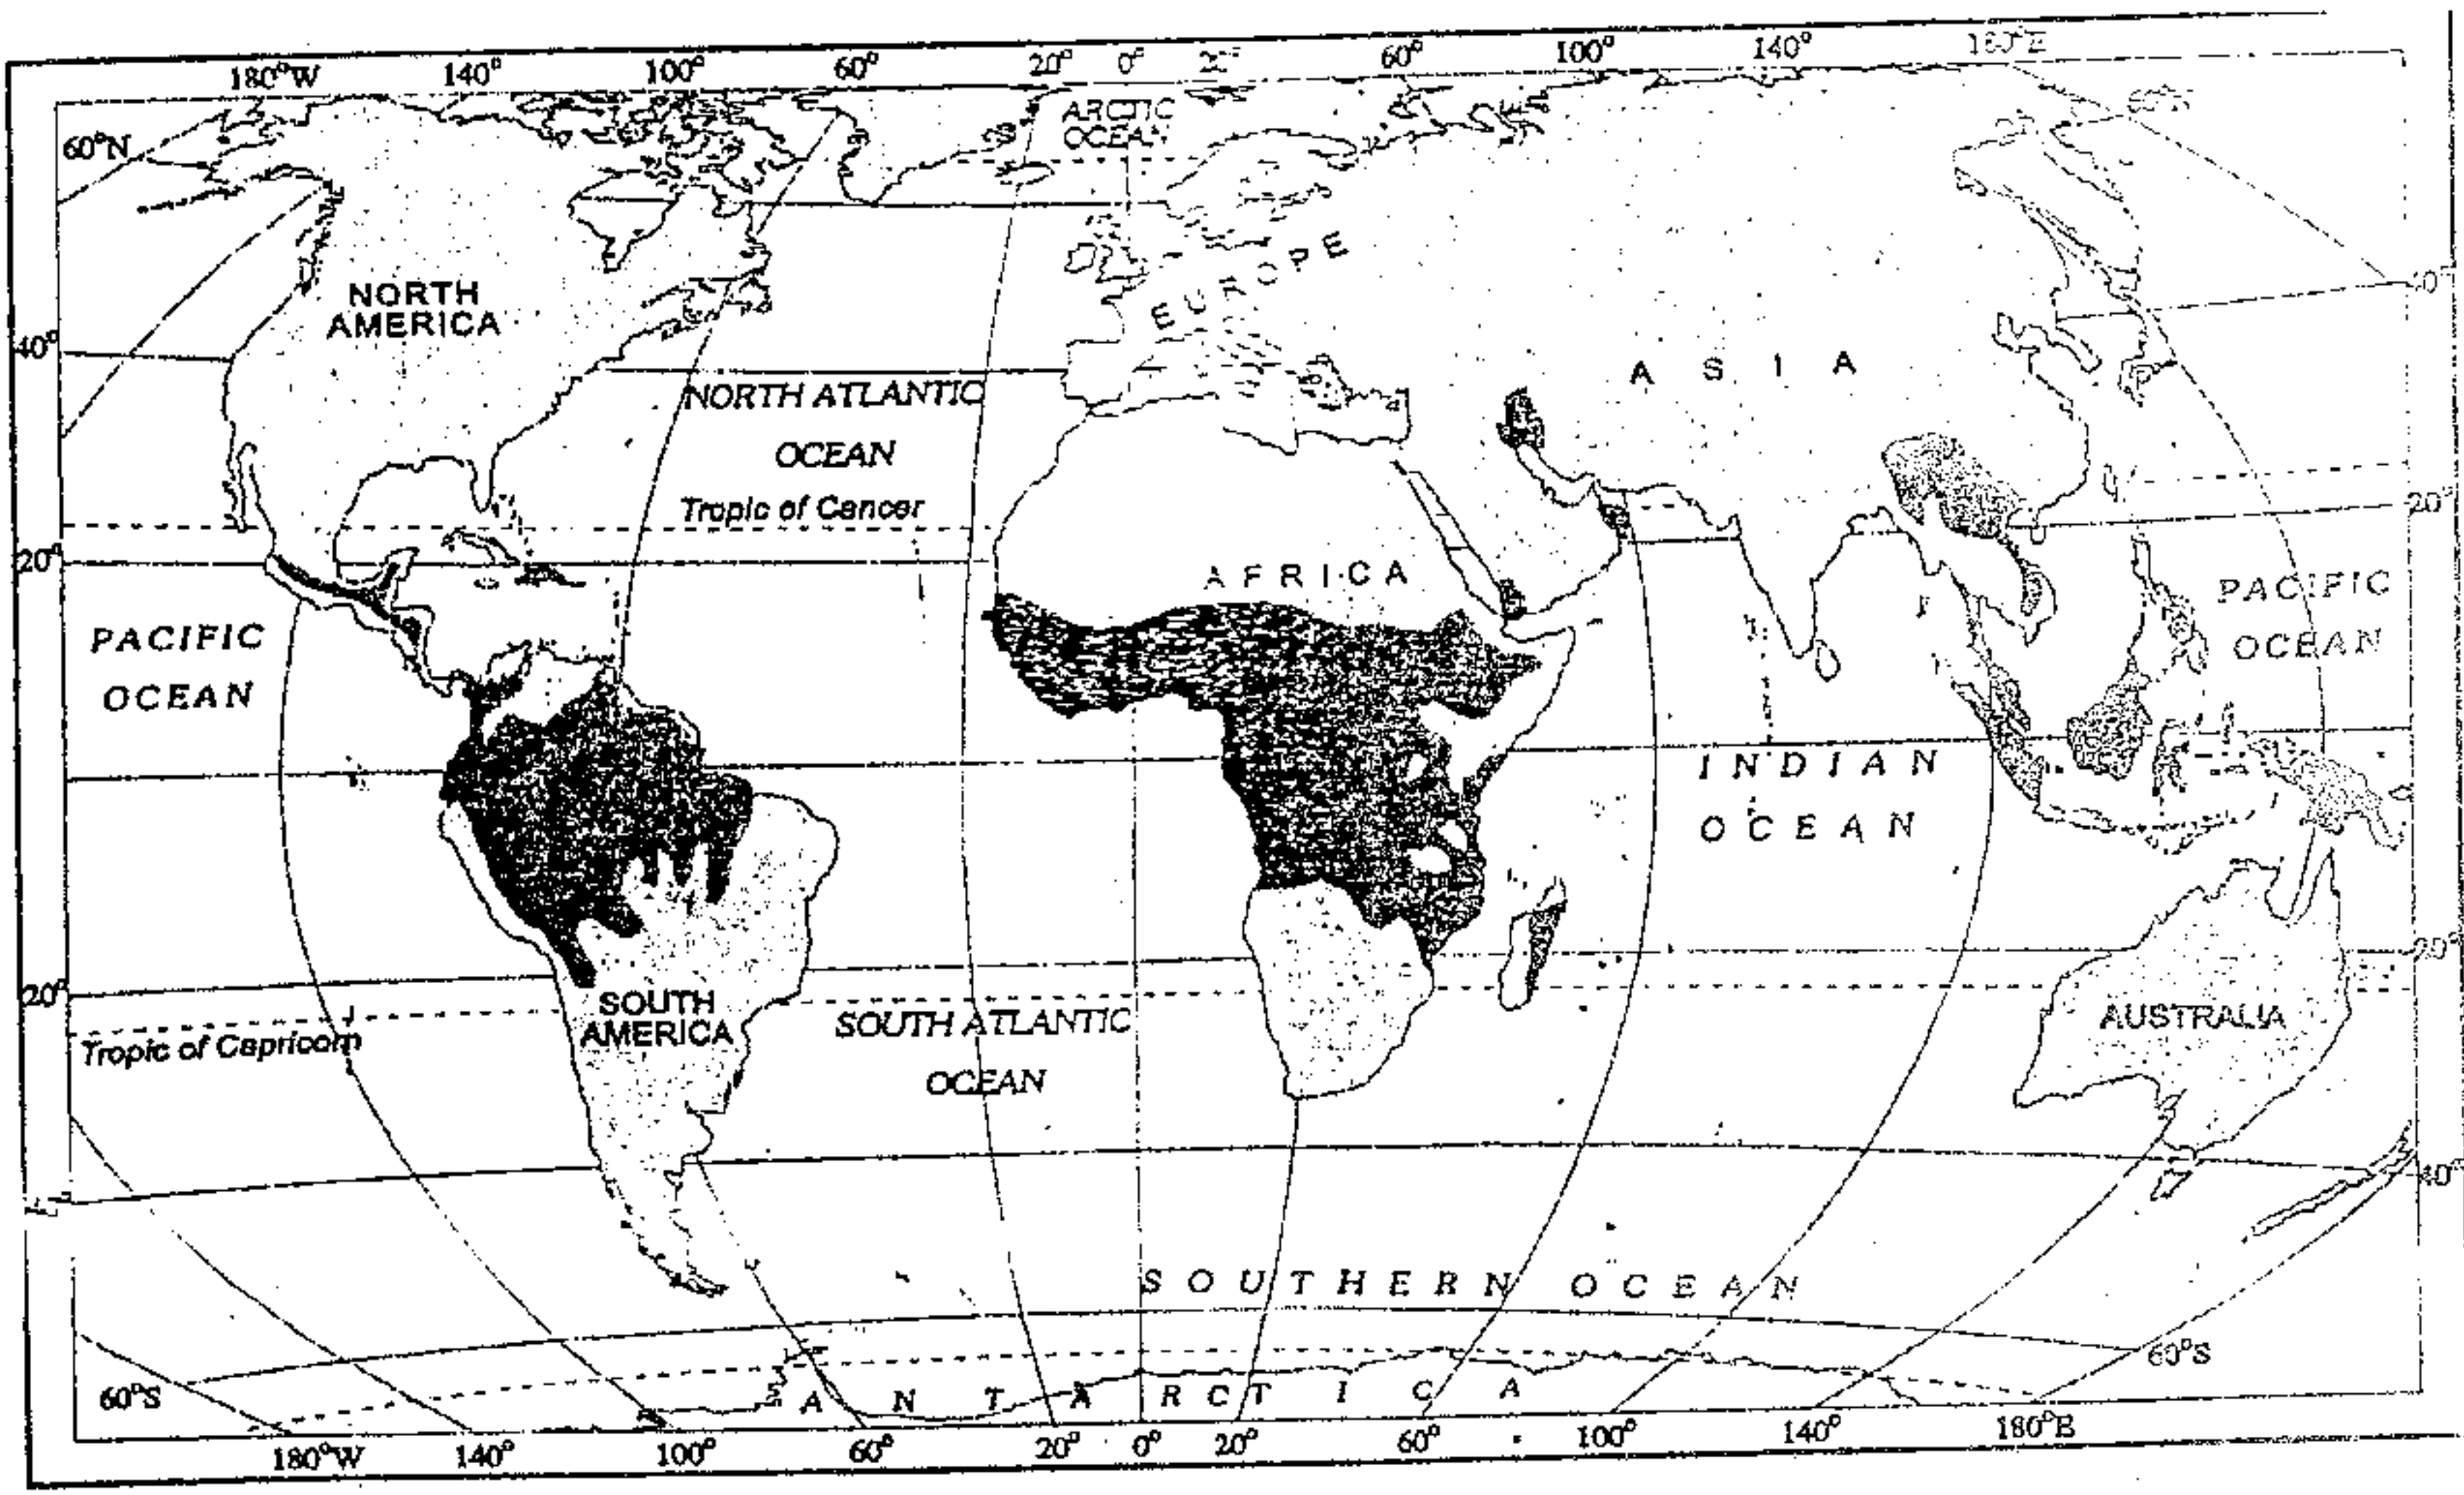 180°W 140° 100° 60° 20° 0° 60° 100° 140° 180°E
ARCTIC
OCEAN
60°N
EUROPE
NORTH
AMERICA
40°
ASIA
NORTH ATLANTIC
OCEAN
Tropic of Cancer
20° 20°
AFRICA
PACIFIC
OCEAN
PACIFIC
OCEAN
INDIAN
OCEAN
20° 20°
SOUTH
AMERICA
AUSTRALIA
Tropic of Capricorn
SOUTH ATLANTIC
OCEAN
40°
SOUTHERN OCEAN
60°S 60°S
ANTARCTICA
180°W 140° 100° 60° 20° 0° 20° 60° 100° 140° 180°E